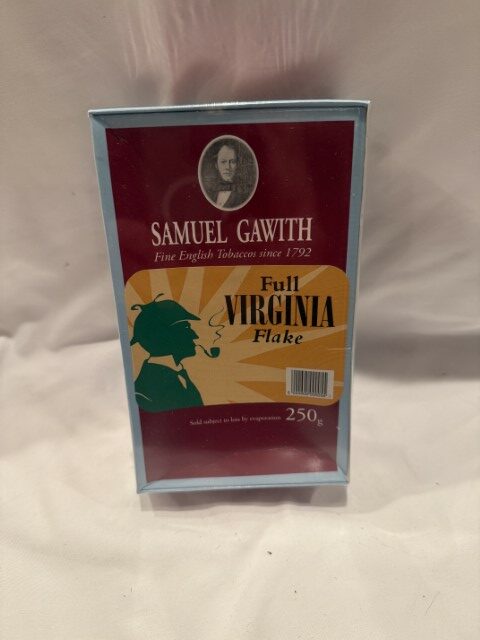 SAMUEL GAWITH
Fine English Tobaccos since 1792
Full
VIRGINIA
Flake
Sold subject to loss by evaporation 250g